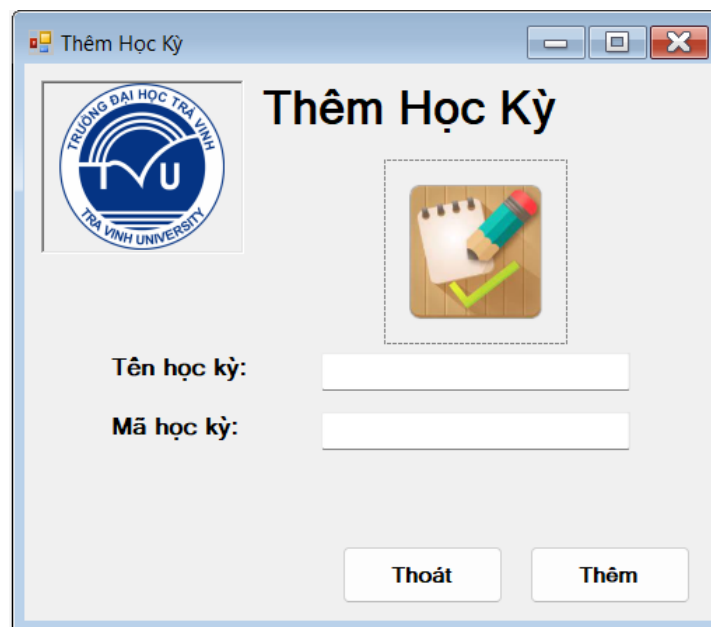 Thêm Học Kỳ
TRƯỜNG ĐẠI HỌC TRÀ VINH
TVU
TRA VINH UNIVERSITY
Thêm Học Kỳ
Tên học kỳ:
Mã học kỳ:
Thoát
Thêm